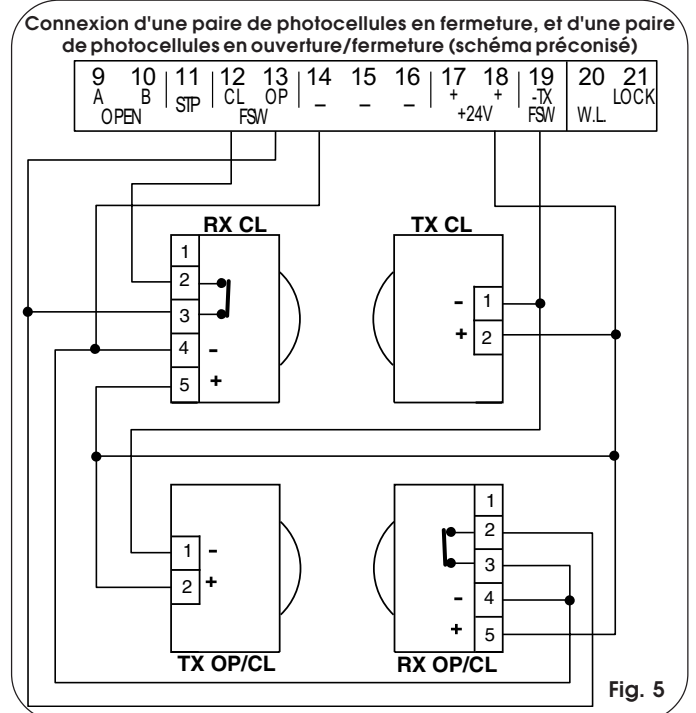 Connexion d'une paire de photocellules en fermeture, et d'une paire
de photocellules en ouverture/fermeture (schéma préconisé)
9 10 11 12 13 14 15 16 17 18 19 20 21
A B STP CL OP - - - + + -TX LOCK
OPEN FSW +24V FSW W.L.
RX CL TX CL
1
2
3
4 -
5 +
- 1
+ 2
1 -
2 +
1
2
3
- 4
+ 5
TX OP/CL RX OP/CL
Fig. 5